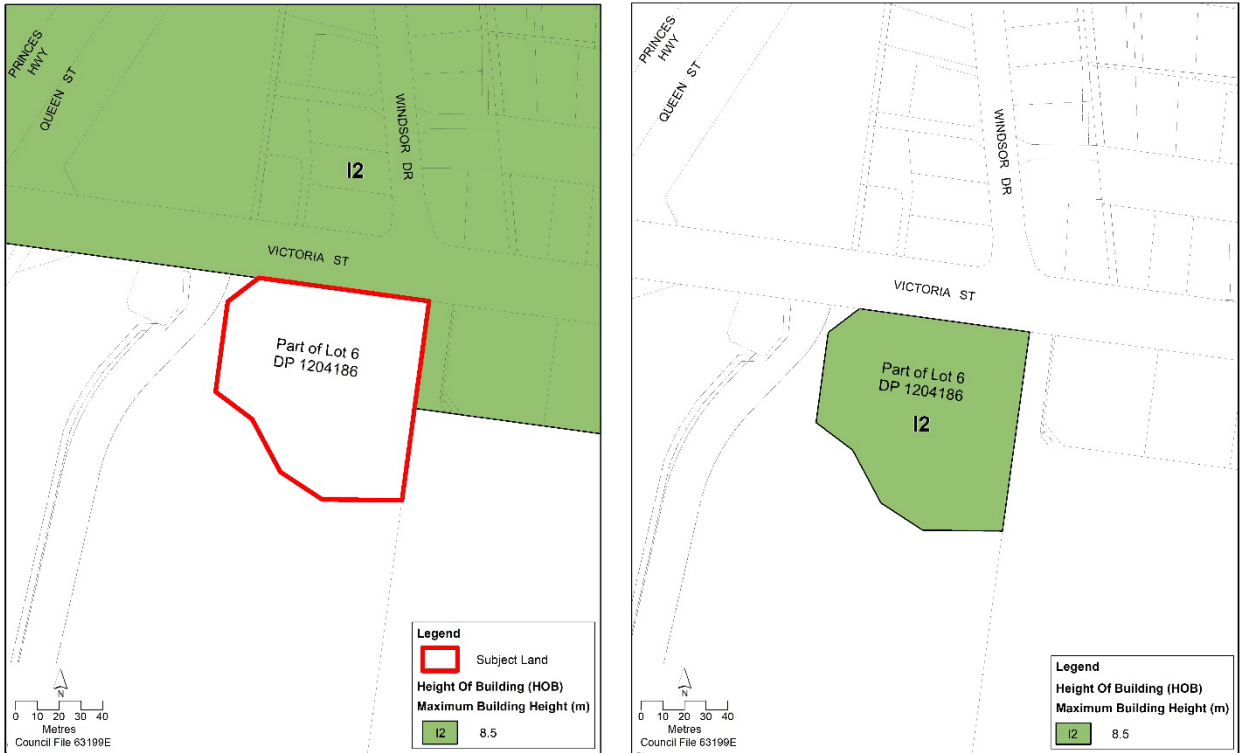 PRINCES
HWY
QUEEN ST
WINDSOR DR
I2
VICTORIA ST
Part of Lot 6
DP 1204186
Legend
Subject Land
Height Of Building (HOB)
Maximum Building Height (m)
I2 8.5
N
0 10 20 30 40
Metres
Council File 63199E
PRINCES
HWY
QUEEN ST
WINDSOR DR
VICTORIA ST
Part of Lot 6
DP 1204186
I2
Legend
Height Of Building (HOB)
Maximum Building Height (m)
I2 8.5
N
0 10 20 30 40
Metres
Council File 63199E